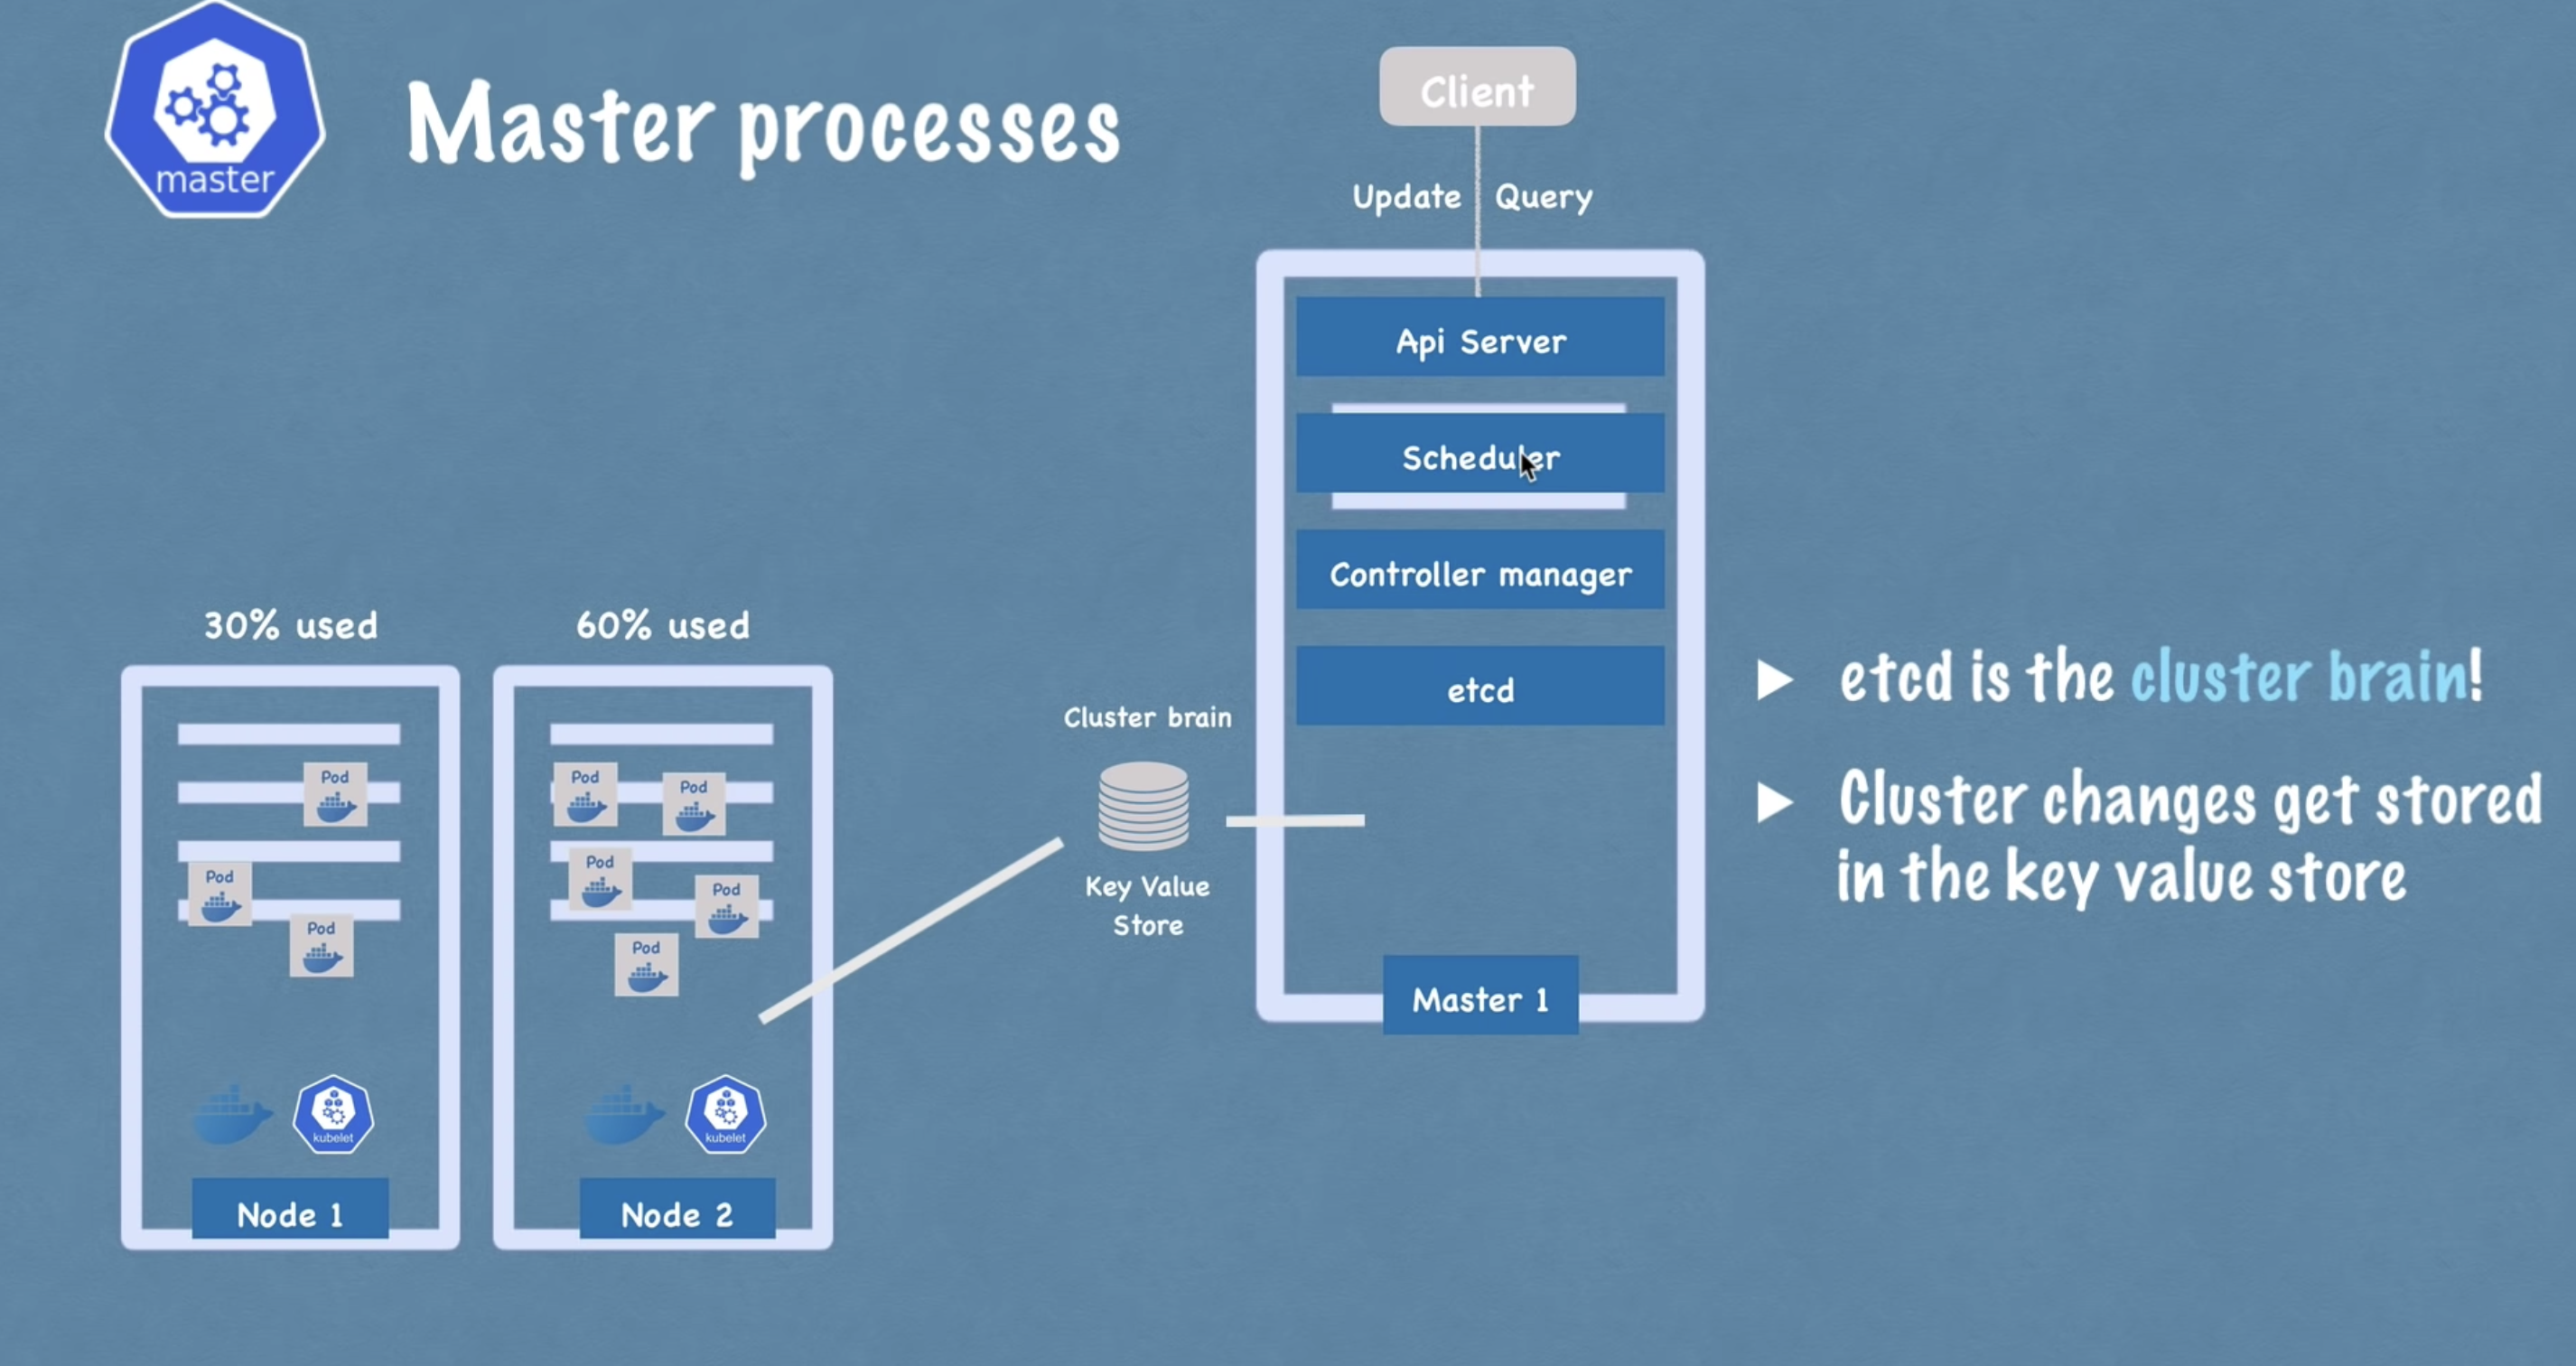 master
Master processes
Client
Update
Query
Api Server
Scheduler
Controller manager
etcd
Master 1
30% used
60% used
Pod
Pod
Pod
kubelet
Node 1
Pod
Pod
Pod
Pod
Pod
kubelet
Node 2
Cluster brain
Key Value
Store
etcd is the cluster brain!
Cluster changes get stored
in the key value store